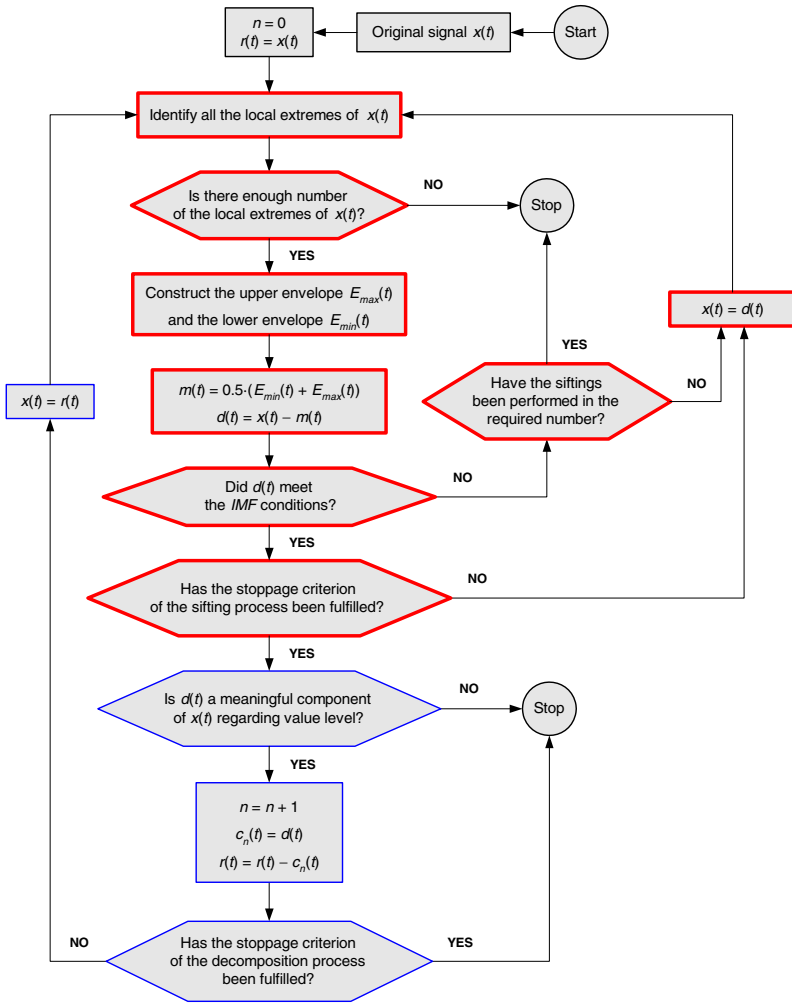 n = 0
r(t) = x(t)
Original signal x(t)
Start
Identify all the local extremes of x(t)
Is there enough number
of the local extremes of x(t)?
NO
Stop
YES
Construct the upper envelope E_max(t)
and the lower envelope E_min(t)
x(t) = d(t)
YES
m(t) = 0.5·(E_min(t) + E_max(t))
d(t) = x(t) − m(t)
x(t) = r(t)
Have the siftings
been performed in the
required number?
NO
Did d(t) meet
the IMF conditions?
NO
YES
Has the stoppage criterion
of the sifting process been fulfilled?
NO
YES
Is d(t) a meaningful component
of x(t) regarding value level?
NO
Stop
YES
n = n + 1
c_n(t) = d(t)
r(t) = r(t) − c_n(t)
NO
Has the stoppage criterion
of the decomposition process
been fulfilled?
YES